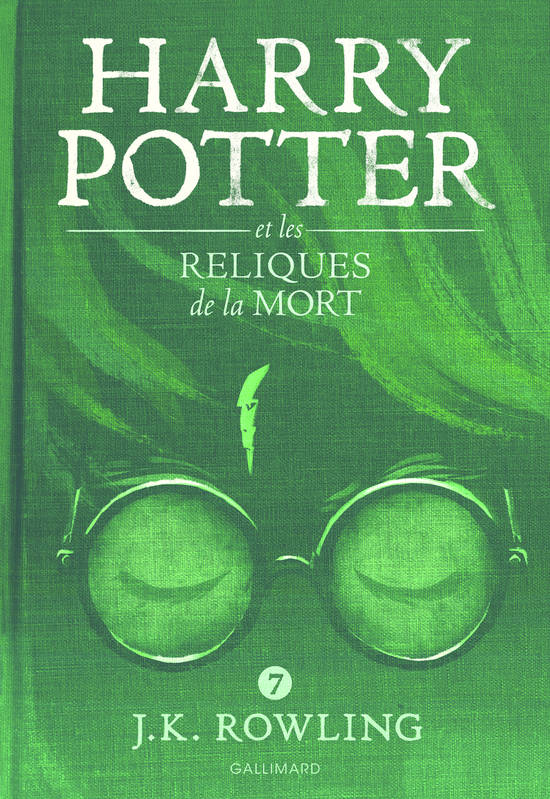 HARRY
POTTER
et les
RELIQUES
de la MORT
7
J.K. ROWLING
GALLIMARD